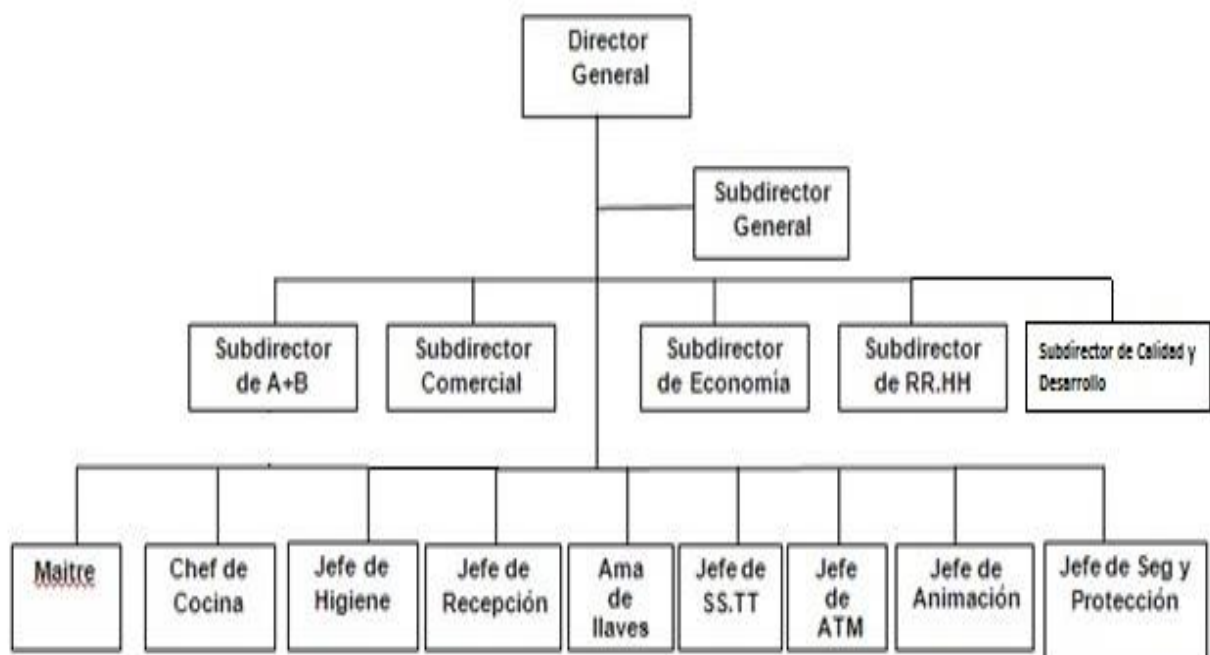 Director
General
Subdirector
General
Subdirector
de A+B
Subdirector
Comercial
Subdirector
de Economía
Subdirector
de RR.HH
Subdirector de Calidad y
Desarrollo
Maitre
Chef de
Cocina
Jefe de
Higiene
Jefe de
Recepción
Ama
de
llaves
Jefe de
SS.TT
Jefe
de
ATM
Jefe de
Animación
Jefe de Seg y
Protección